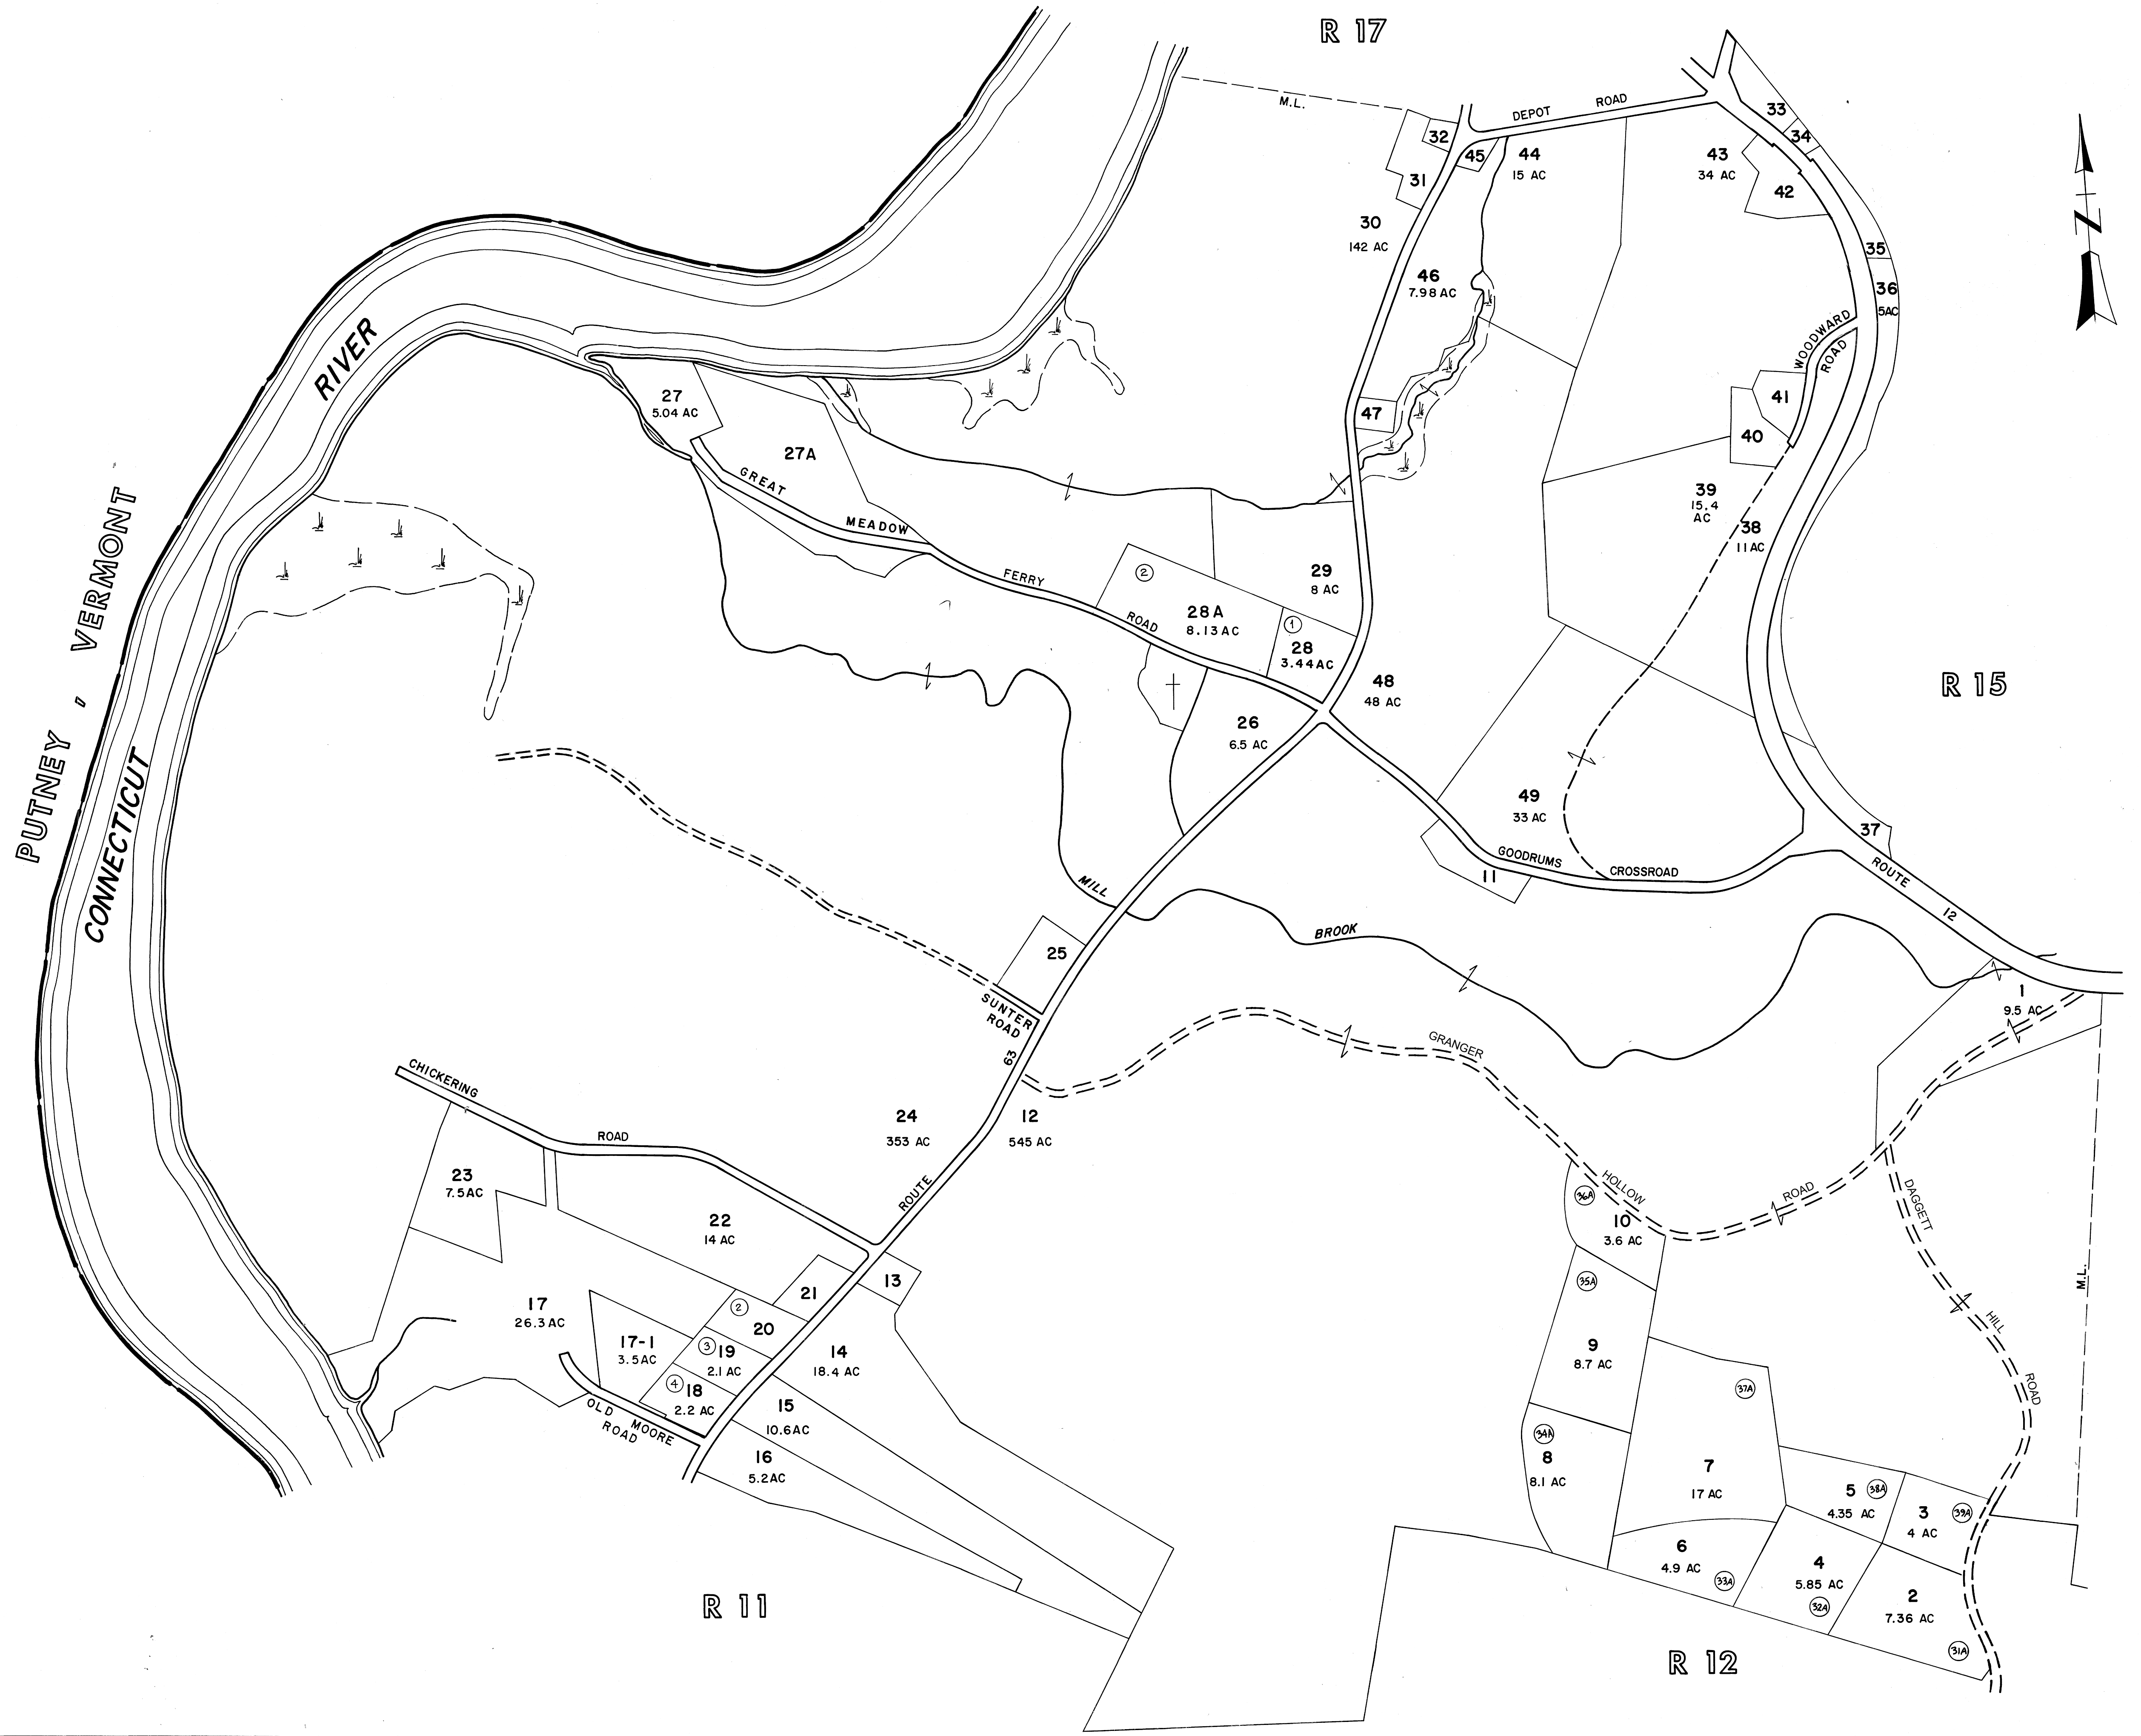 R 17
M.L.
DEPOT ROAD
33
34
32
45
44
15 AC
43
34 AC
42
31
30
142 AC
N
35
46
7.98 AC
36
5AC
WOODWARD
ROAD
RIVER
27
5.04 AC
27A
47
41
40
GREAT
MEADOW
FERRY
ROAD
39
15.4
AC
38
11 AC
PUTNEY , VERMONT
CONNECTICUT
2
28A
8.13 AC
29
8 AC
1
28
3.44 AC
48
48 AC
R 15
26
6.5 AC
49
33 AC
37
GOODRUMS
CROSSROAD
11
ROUTE
12
MILL
BROOK
25
SUNTER
ROAD
63
1
9.5 AC
GRANGER
CHICKERING
ROAD
24
353 AC
12
545 AC
ROUTE
23
7.5 AC
22
14 AC
36A
HOLLOW
ROAD
10
3.6 AC
DAGGETT
HILL
ROAD
M.L.
13
21
35A
17
26.3 AC
2
20
17-1
3.5 AC
3
19
2.1 AC
14
18.4 AC
9
8.7 AC
4
18
2.2 AC
37A
OLD MOORE
ROAD
15
10.6 AC
34A
16
5.2 AC
8
8.1 AC
7
17 AC
5
38A
4.35 AC
3
39A
4 AC
6
4.9 AC
33A
4
5.85 AC
32A
2
7.36 AC
31A
R 11
R 12